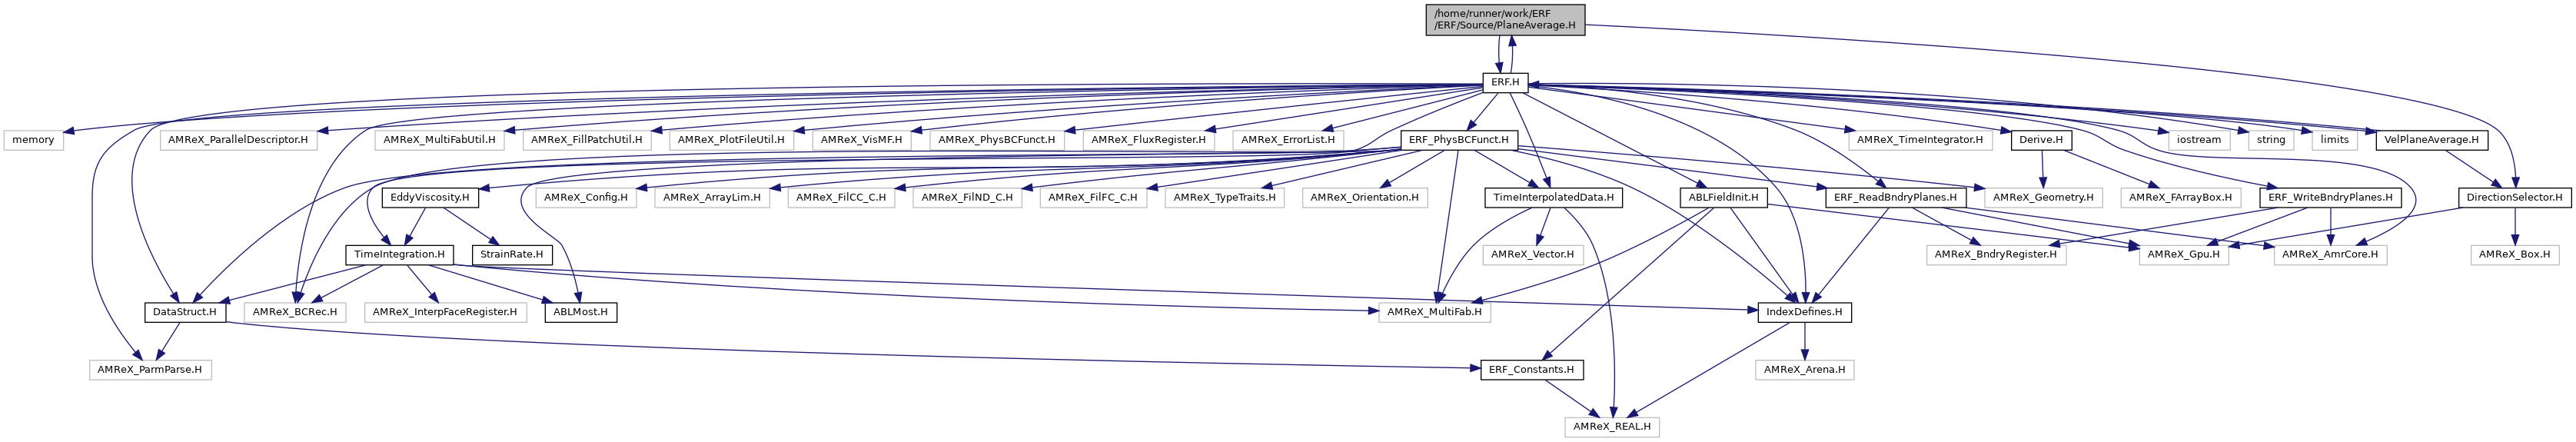 /home/runner/work/ERF
/ERF/Source/PlaneAverage.H
ERF.H
memory
AMReX_ParallelDescriptor.H
AMReX_MultiFabUtil.H
AMReX_FillPatchUtil.H
AMReX_PlotFileUtil.H
AMReX_VisMF.H
AMReX_PhysBCFunct.H
AMReX_FluxRegister.H
AMReX_ErrorList.H
ERF_PhysBCFunct.H
AMReX_TimeIntegrator.H
Derive.H
iostream
string
limits
VelPlaneAverage.H
EddyViscosity.H
AMReX_Config.H
AMReX_ArrayLim.H
AMReX_FilCC_C.H
AMReX_FilND_C.H
AMReX_FilFC_C.H
AMReX_TypeTraits.H
AMReX_Orientation.H
TimeInterpolatedData.H
ABLFieldInit.H
ERF_ReadBndryPlanes.H
AMReX_Geometry.H
AMReX_FArrayBox.H
ERF_WriteBndryPlanes.H
DirectionSelector.H
TimeIntegration.H
StrainRate.H
AMReX_Vector.H
AMReX_BndryRegister.H
AMReX_Gpu.H
AMReX_AmrCore.H
AMReX_Box.H
DataStruct.H
AMReX_BCRec.H
AMReX_InterpFaceRegister.H
ABLMost.H
AMReX_MultiFab.H
IndexDefines.H
AMReX_ParmParse.H
ERF_Constants.H
AMReX_Arena.H
AMReX_REAL.H